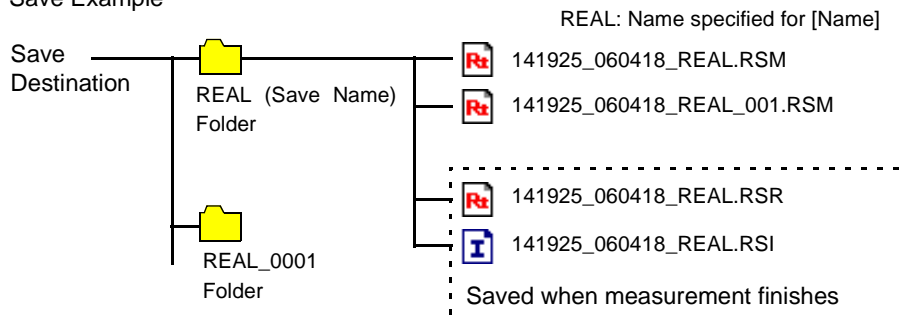 Save Example
REAL: Name specified for [Name]
Save
Destination
REAL (Save Name)
Folder
141925_060418_REAL.RSM
141925_060418_REAL_001.RSM
141925_060418_REAL.RSR
141925_060418_REAL.RSI
REAL_0001
Folder
Saved when measurement finishes